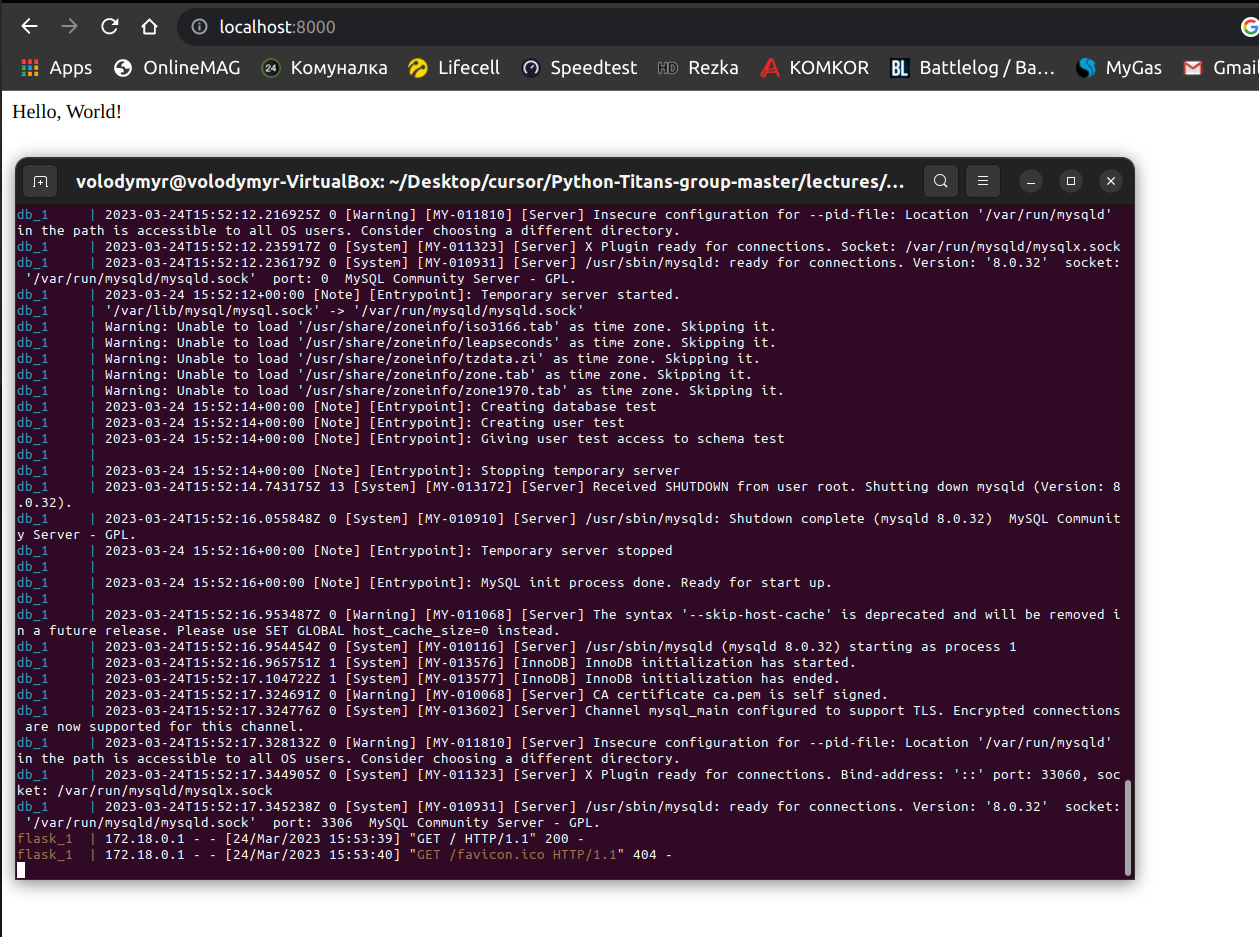 localhost:8000
Apps OnlineMAG 24 Комуналка Lifecell Speedtest HD Rezka KOMKOR BL Battlelog / Ba… MyGas Gmail
Hello, World!
volodymyr@volodymyr-VirtualBox: ~/Desktop/cursor/Python-Titans-group-master/lectures/…
db_1     | 2023-03-24T15:52:12.216925Z 0 [Warning] [MY-011810] [Server] Insecure configuration for --pid-file: Location '/var/run/mysqld'
in the path is accessible to all OS users. Consider choosing a different directory.
db_1     | 2023-03-24T15:52:12.235917Z 0 [System] [MY-011323] [Server] X Plugin ready for connections. Socket: /var/run/mysqld/mysqlx.sock
db_1     | 2023-03-24T15:52:12.236179Z 0 [System] [MY-010931] [Server] /usr/sbin/mysqld: ready for connections. Version: '8.0.32'  socket:
 '/var/run/mysqld/mysqld.sock'  port: 0  MySQL Community Server - GPL.
db_1     | 2023-03-24 15:52:12+00:00 [Note] [Entrypoint]: Temporary server started.
db_1     | '/var/lib/mysql/mysql.sock' -> '/var/run/mysqld/mysqld.sock'
db_1     | Warning: Unable to load '/usr/share/zoneinfo/iso3166.tab' as time zone. Skipping it.
db_1     | Warning: Unable to load '/usr/share/zoneinfo/leapseconds' as time zone. Skipping it.
db_1     | Warning: Unable to load '/usr/share/zoneinfo/tzdata.zi' as time zone. Skipping it.
db_1     | Warning: Unable to load '/usr/share/zoneinfo/zone.tab' as time zone. Skipping it.
db_1     | Warning: Unable to load '/usr/share/zoneinfo/zone1970.tab' as time zone. Skipping it.
db_1     | 2023-03-24 15:52:14+00:00 [Note] [Entrypoint]: Creating database test
db_1     | 2023-03-24 15:52:14+00:00 [Note] [Entrypoint]: Creating user test
db_1     | 2023-03-24 15:52:14+00:00 [Note] [Entrypoint]: Giving user test access to schema test
db_1     |
db_1     | 2023-03-24 15:52:14+00:00 [Note] [Entrypoint]: Stopping temporary server
db_1     | 2023-03-24T15:52:14.743175Z 13 [System] [MY-013172] [Server] Received SHUTDOWN from user root. Shutting down mysqld (Version: 8
.0.32).
db_1     | 2023-03-24T15:52:16.055848Z 0 [System] [MY-010910] [Server] /usr/sbin/mysqld: Shutdown complete (mysqld 8.0.32)  MySQL Communit
y Server - GPL.
db_1     | 2023-03-24 15:52:16+00:00 [Note] [Entrypoint]: Temporary server stopped
db_1     |
db_1     | 2023-03-24 15:52:16+00:00 [Note] [Entrypoint]: MySQL init process done. Ready for start up.
db_1     |
db_1     | 2023-03-24T15:52:16.953487Z 0 [Warning] [MY-011068] [Server] The syntax '--skip-host-cache' is deprecated and will be removed i
n a future release. Please use SET GLOBAL host_cache_size=0 instead.
db_1     | 2023-03-24T15:52:16.954454Z 0 [System] [MY-010116] [Server] /usr/sbin/mysqld (mysqld 8.0.32) starting as process 1
db_1     | 2023-03-24T15:52:16.965751Z 1 [System] [MY-013576] [InnoDB] InnoDB initialization has started.
db_1     | 2023-03-24T15:52:17.104722Z 1 [System] [MY-013577] [InnoDB] InnoDB initialization has ended.
db_1     | 2023-03-24T15:52:17.324691Z 0 [Warning] [MY-010068] [Server] CA certificate ca.pem is self signed.
db_1     | 2023-03-24T15:52:17.324776Z 0 [System] [MY-013602] [Server] Channel mysql_main configured to support TLS. Encrypted connections
 are now supported for this channel.
db_1     | 2023-03-24T15:52:17.328132Z 0 [Warning] [MY-011810] [Server] Insecure configuration for --pid-file: Location '/var/run/mysqld'
in the path is accessible to all OS users. Consider choosing a different directory.
db_1     | 2023-03-24T15:52:17.344905Z 0 [System] [MY-011323] [Server] X Plugin ready for connections. Bind-address: '::' port: 33060, soc
ket: /var/run/mysqld/mysqlx.sock
db_1     | 2023-03-24T15:52:17.345238Z 0 [System] [MY-010931] [Server] /usr/sbin/mysqld: ready for connections. Version: '8.0.32'  socket:
 '/var/run/mysqld/mysqld.sock'  port: 3306  MySQL Community Server - GPL.
flask_1  | 172.18.0.1 - - [24/Mar/2023 15:53:39] "GET / HTTP/1.1" 200 -
flask_1  | 172.18.0.1 - - [24/Mar/2023 15:53:40] "GET /favicon.ico HTTP/1.1" 404 -